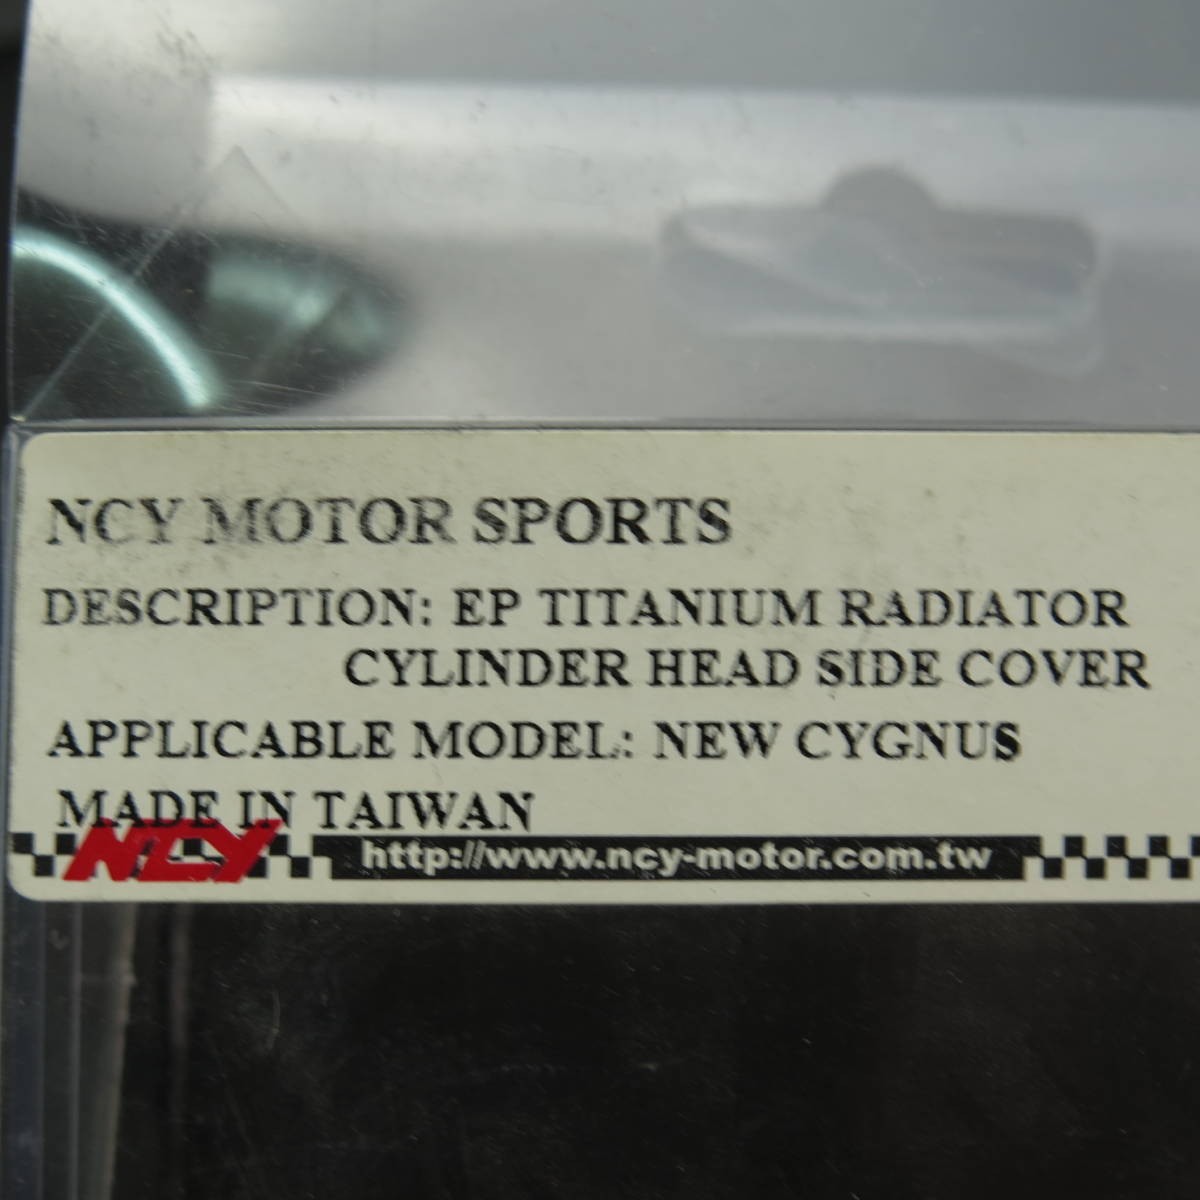 NCY MOTOR SPORTS
DESCRIPTION: EP TITANIUM RADIATOR
CYLINDER HEAD SIDE COVER
APPLICABLE MODEL: NEW CYGNUS
MADE IN TAIWAN
NCY http://www.ncy-motor.com.tw